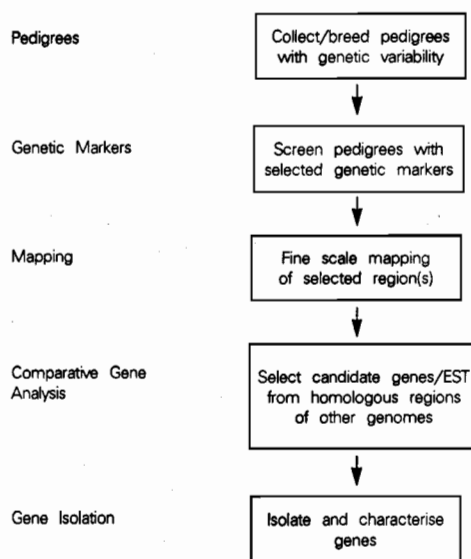 Pedigrees
Collect/breed pedigrees
with genetic variability
Genetic Markers
Screen pedigrees with
selected genetic markers
Mapping
Fine scale mapping
of selected region(s)
Comparative Gene
Analysis
Select candidate genes/EST
from homologous regions
of other genomes
Gene Isolation
Isolate and characterise
genes